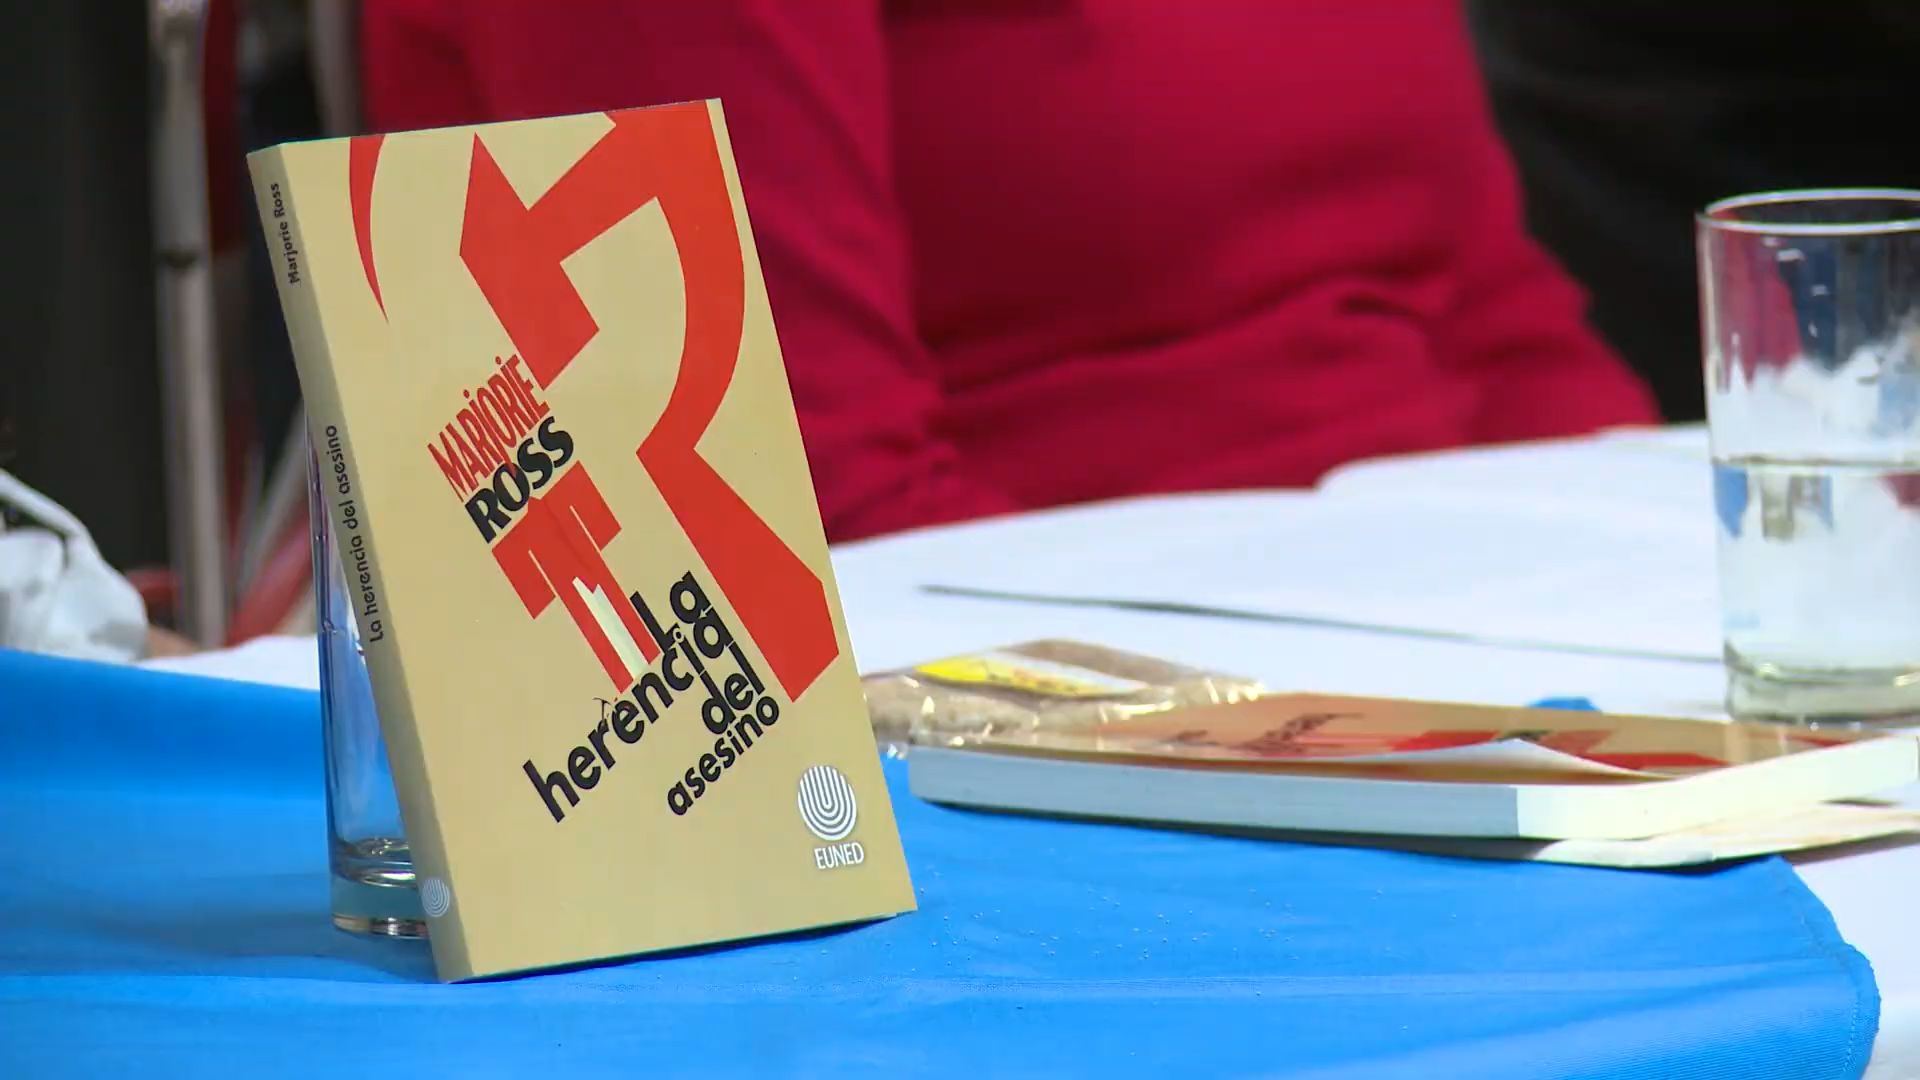 Marjorie Ross
La herencia del asesino
MARJORIE
ROSS
La
herencia
del
asesino
EUNED